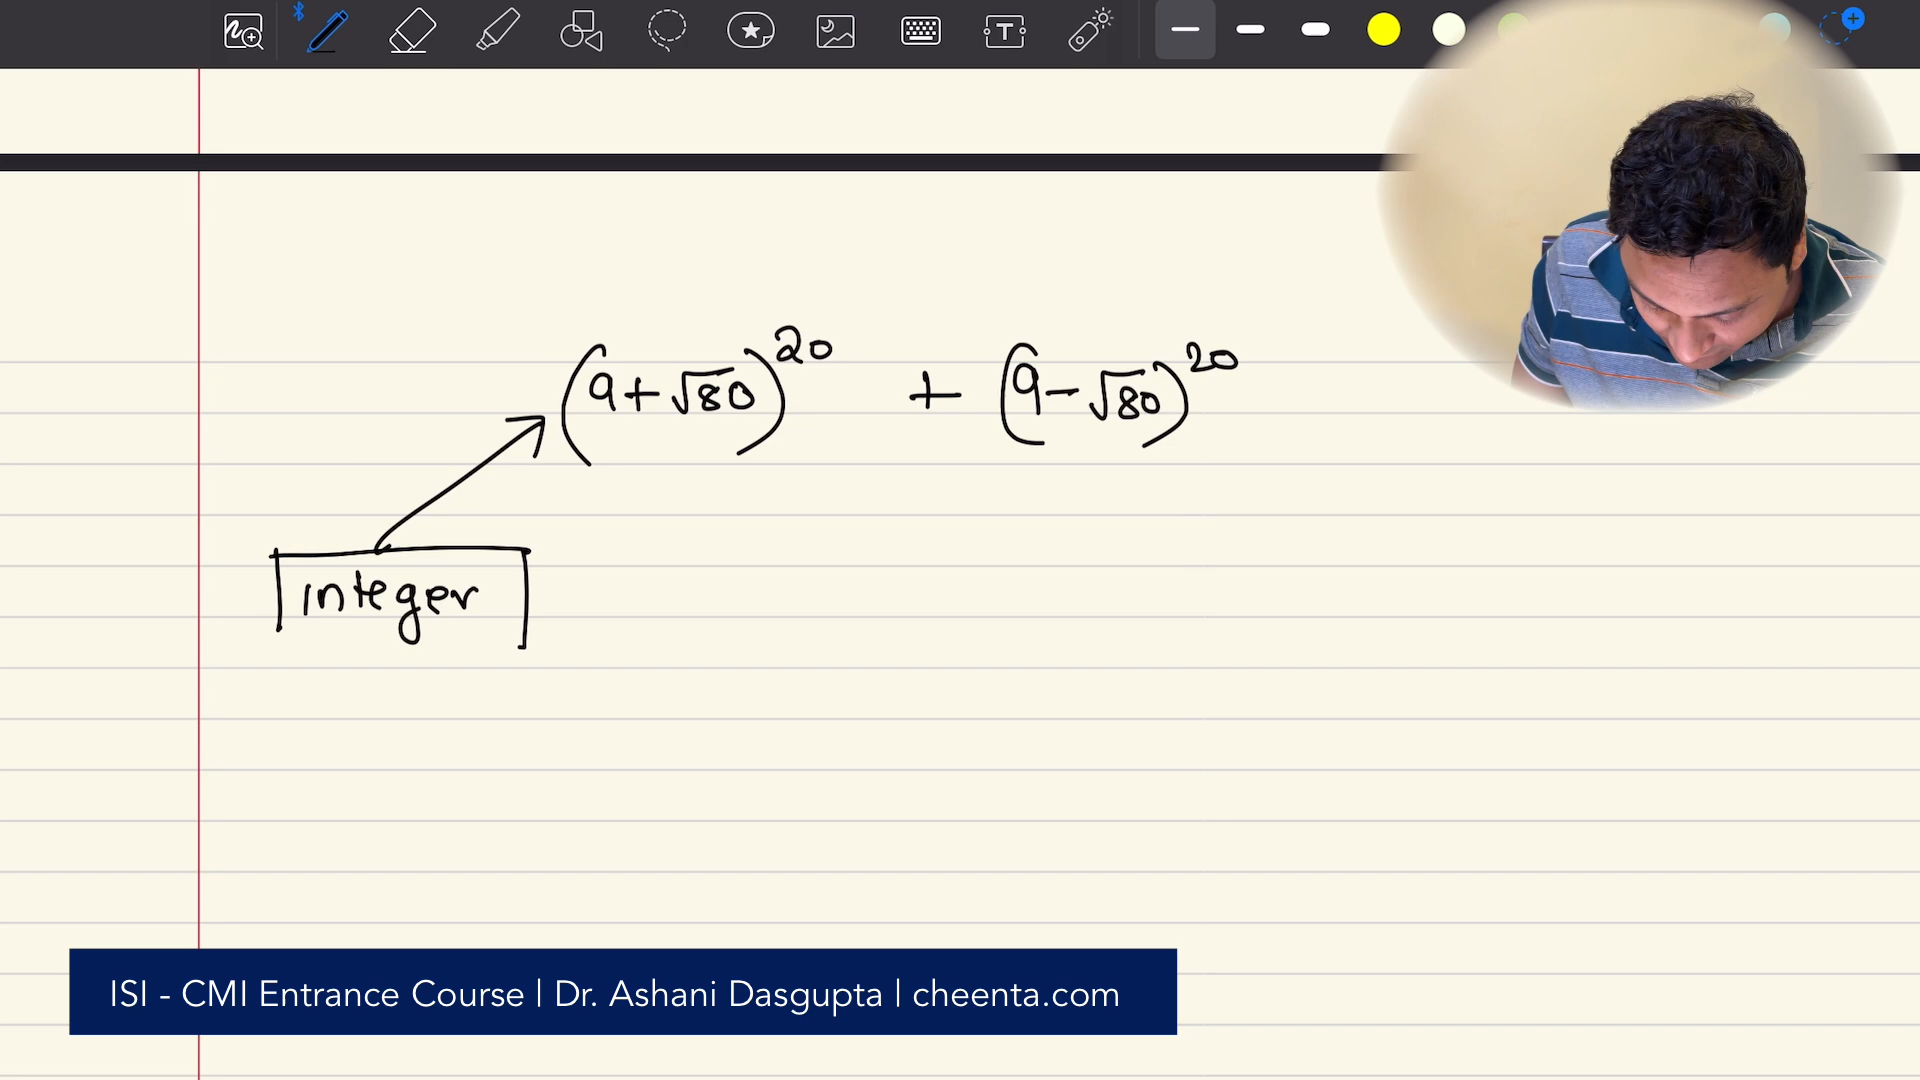 (9+√80)^20 + (9-√80)^20
integer
ISI - CMI Entrance Course | Dr. Ashani Dasgupta | cheenta.com